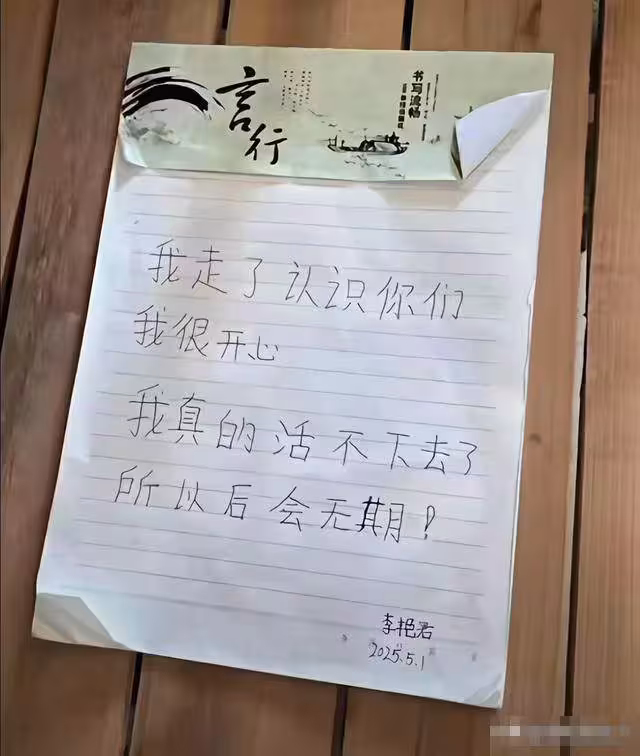 言行
书写流畅
我走了认识你们
我很开心
我真的活不下去了
所以后会无期!
李艳君
2025.5.1